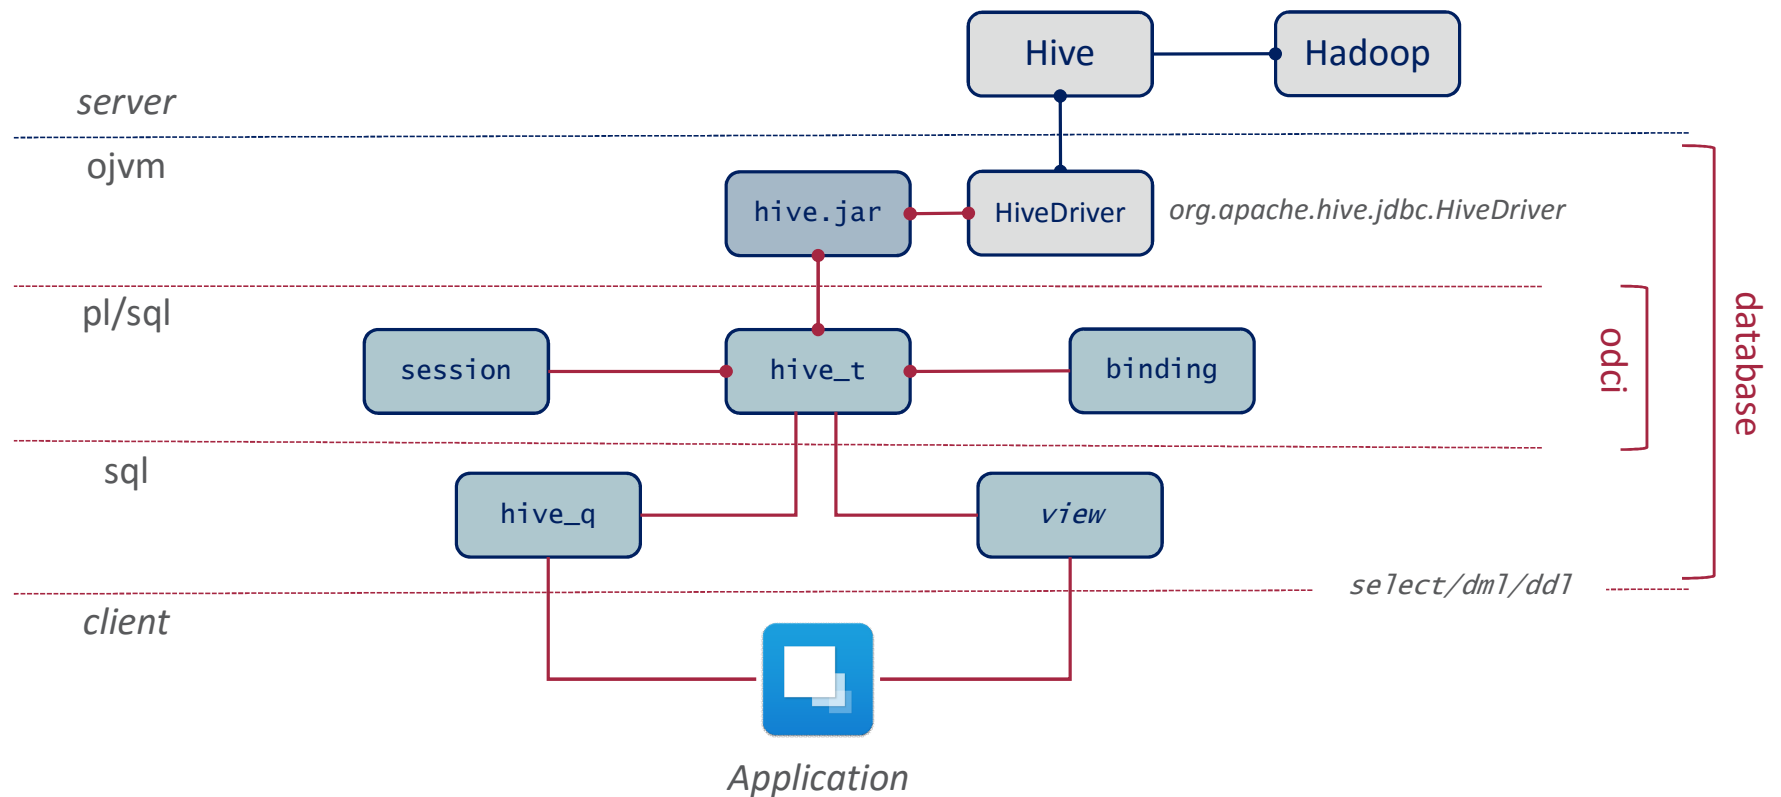 Hive
Hadoop
server
ojvm
hive.jar
HiveDriver
org.apache.hive.jdbc.HiveDriver
pl/sql
session
hive_t
binding
odci
database
sql
hive_q
view
select/dml/ddl
client
Application